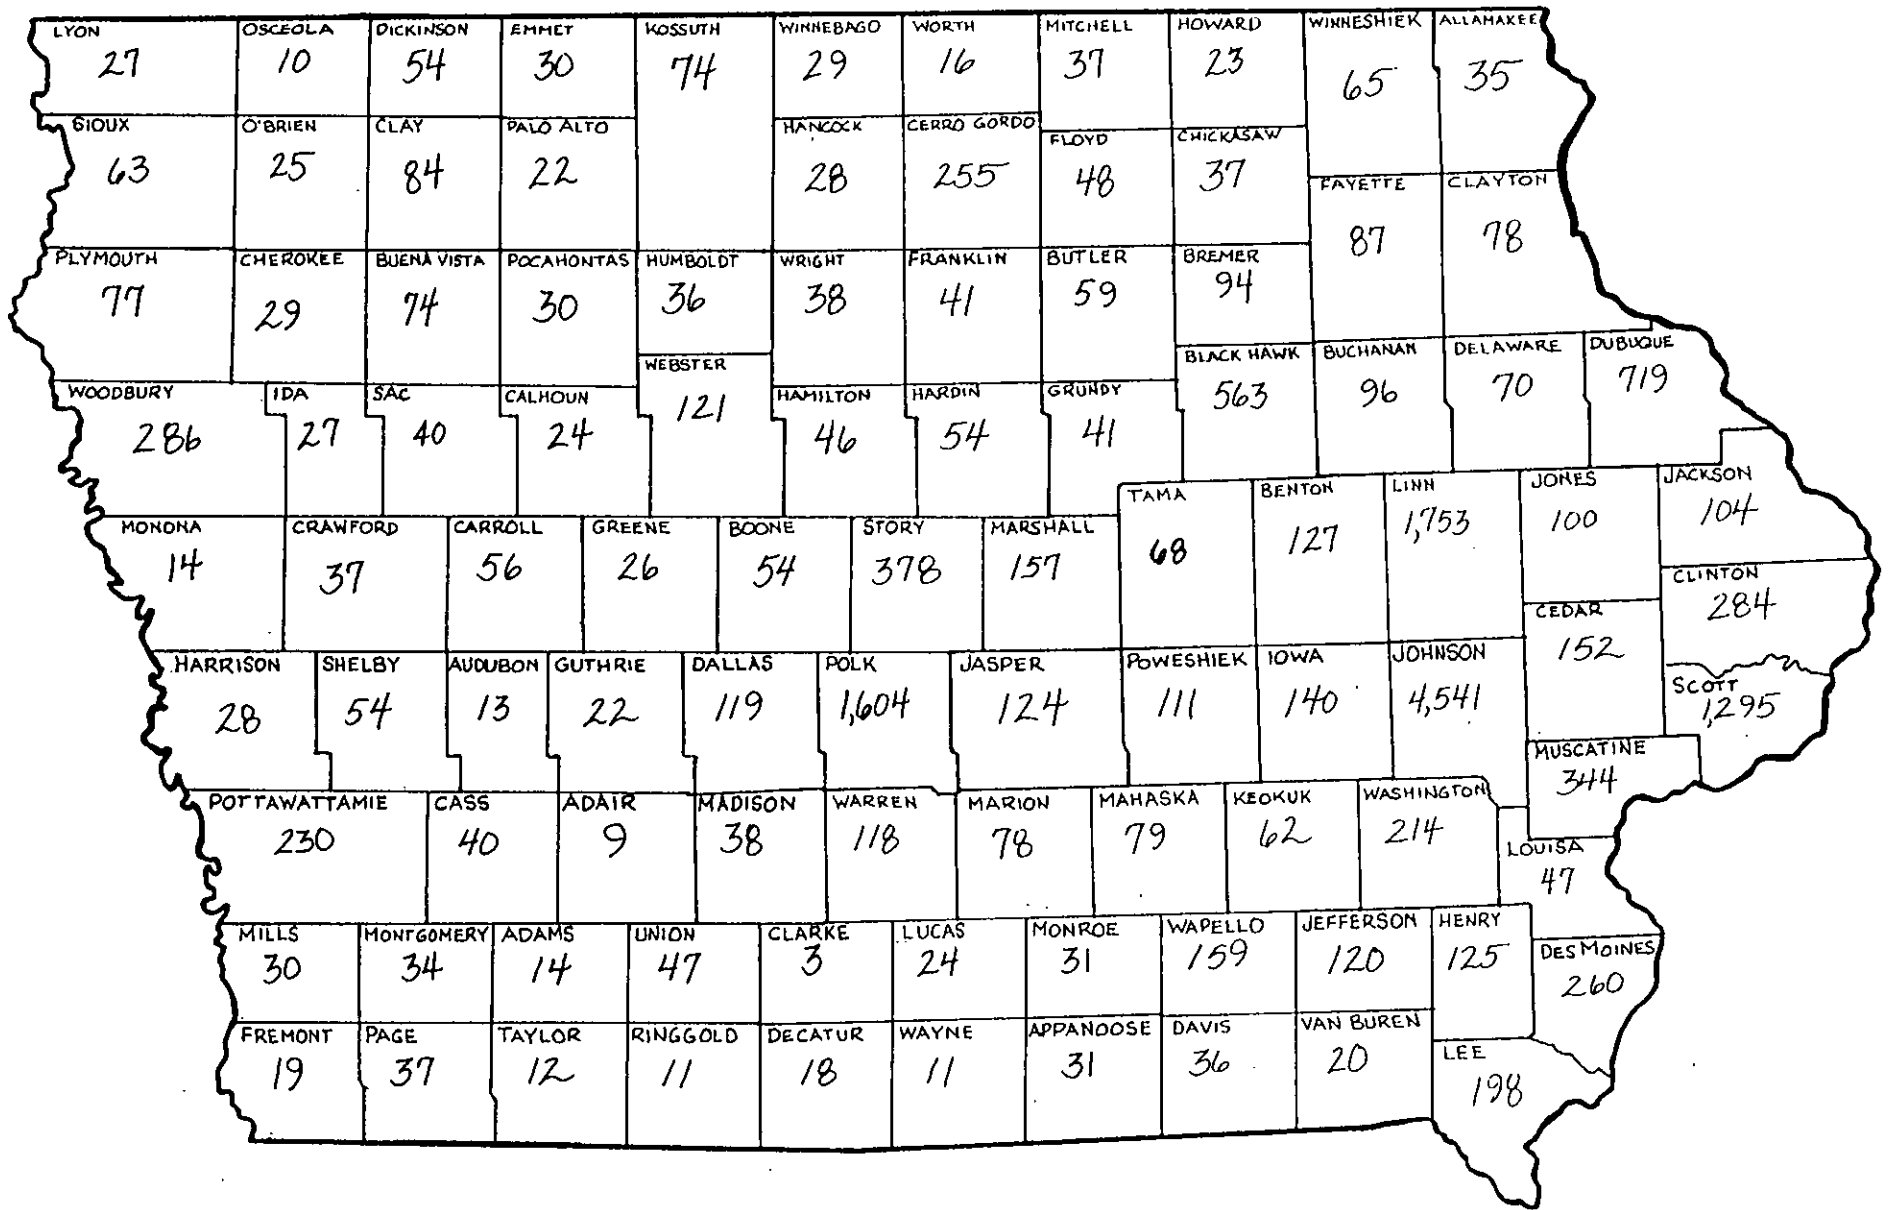 LYON
27
OSCEOLA
10
DICKINSON
54
EMMET
30
KOSSUTH
74
WINNEBAGO
29
WORTH
16
MITCHELL
37
HOWARD
23
WINNESHIEK
65
ALLAMAKEE
35
SIOUX
63
O'BRIEN
25
CLAY
84
PALO ALTO
22
HANCOCK
28
CERRO GORDO
255
FLOYD
48
CHICKASAW
37
FAYETTE
87
CLAYTON
78
PLYMOUTH
77
CHEROKEE
29
BUENA VISTA
74
POCAHONTAS
30
HUMBOLDT
36
WRIGHT
38
FRANKLIN
41
BUTLER
59
BREMER
94
WOODBURY
286
IDA
27
SAC
40
CALHOUN
24
WEBSTER
121
HAMILTON
46
HARDIN
54
GRUNDY
41
BLACK HAWK
563
BUCHANAN
96
DELAWARE
70
DUBUQUE
719
MONONA
14
CRAWFORD
37
CARROLL
56
GREENE
26
BOONE
54
STORY
378
MARSHALL
157
TAMA
68
BENTON
127
LINN
1,753
JONES
100
JACKSON
104
CLINTON
284
CEDAR
152
HARRISON
28
SHELBY
54
AUDUBON
13
GUTHRIE
22
DALLAS
119
POLK
1,604
JASPER
124
POWESHIEK
111
IOWA
140
JOHNSON
4,541
SCOTT
1,295
MUSCATINE
344
POTTAWATTAMIE
230
CASS
40
ADAIR
9
MADISON
38
WARREN
118
MARION
78
MAHASKA
79
KEOKUK
62
WASHINGTON
214
LOUISA
47
MILLS
30
MONTGOMERY
34
ADAMS
14
UNION
47
CLARKE
3
LUCAS
24
MONROE
31
WAPELLO
159
JEFFERSON
120
HENRY
125
DES MOINES
260
FREMONT
19
PAGE
37
TAYLOR
12
RINGGOLD
11
DECATUR
18
WAYNE
11
APPANOOSE
31
DAVIS
36
VAN BUREN
20
LEE
198